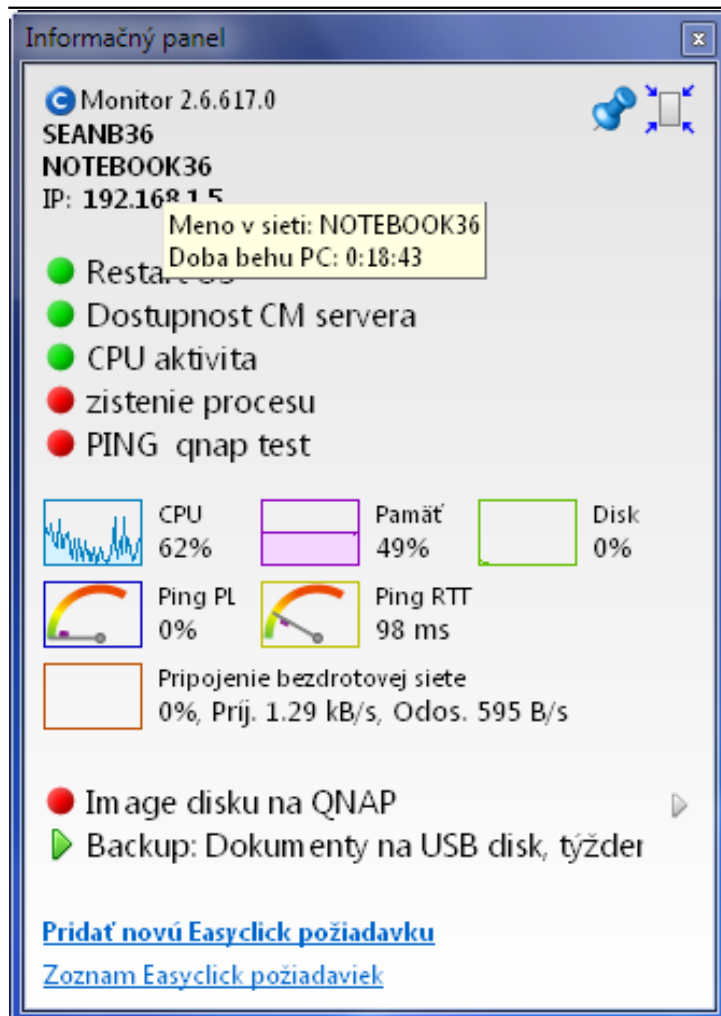 Informačný panel
Monitor 2.6.617.0
SEANB36
NOTEBOOK36
IP: 192.168.1.5
Meno v sieti: NOTEBOOK36
Doba behu PC: 0:18:43
Dostupnost CM servera
CPU aktivita
zistenie procesu
PING qnap test
CPU
62%
Pamäť
49%
Disk
0%
Ping PL
0%
Ping RTT
98 ms
Pripojenie bezdrotovej siete
0%, Príj. 1.29 kB/s, Odos. 595 B/s
Image disku na QNAP
Backup: Dokumenty na USB disk, týžder
Pridať novú Easyclick požiadavku
Zoznam Easyclick požiadaviek